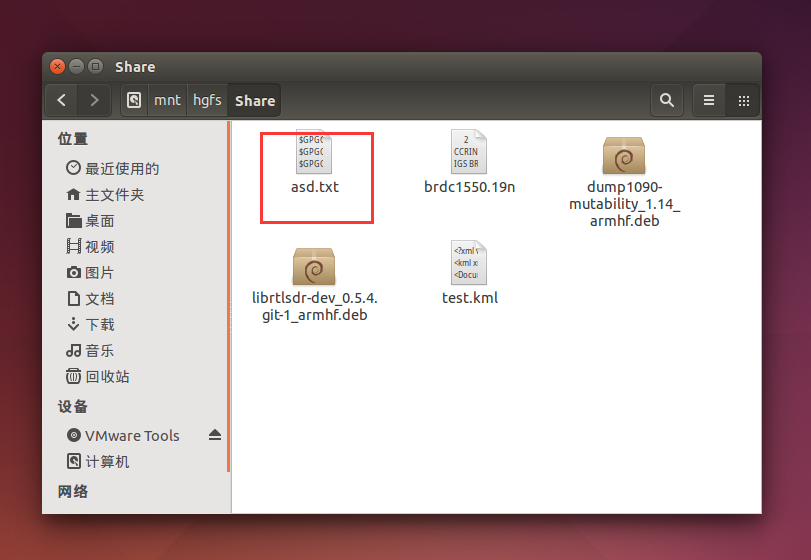 Share
mnt
hgfs
Share
位置
最近使用的
主文件夹
桌面
视频
图片
文档
下载
音乐
回收站
设备
VMware Tools
计算机
网络
$GPGC
$GPGC
$GPGC
asd.txt
2
CCRIN
IGS BR
brdc1550.19n
dump1090-
mutability_1.14_
armhf.deb
librtlsdr-dev_0.5.4.
git-1_armhf.deb
<?xml v
<kml x
<Docu
test.kml